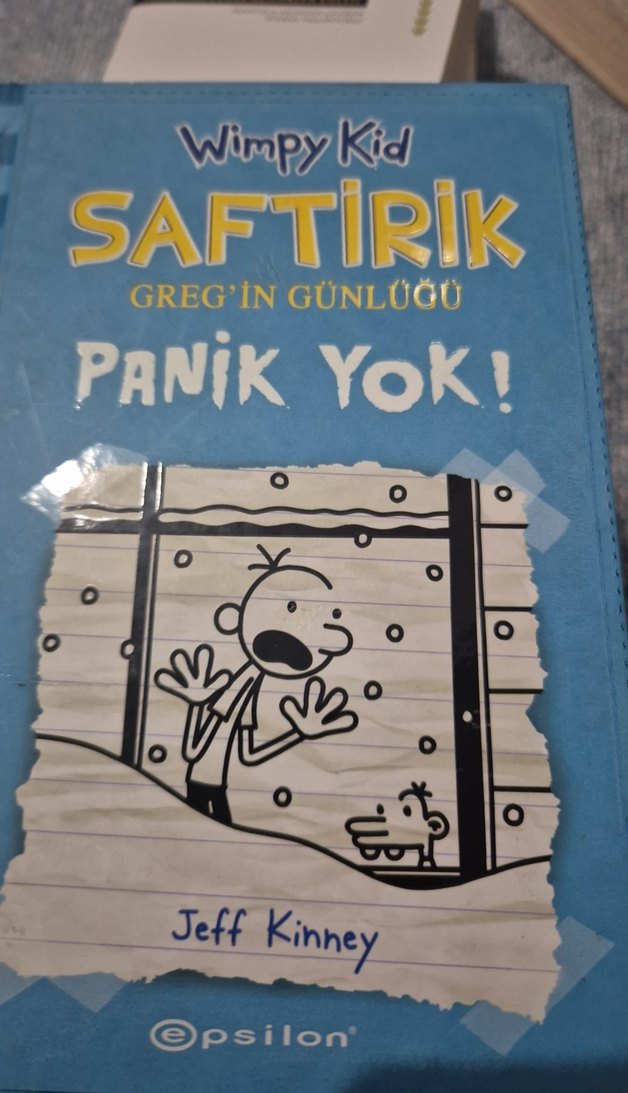 Wimpy Kid
SAFTİRİK
GREG'İN GÜNLÜĞÜ
PANİK YOK!
Jeff Kinney
epsilon®